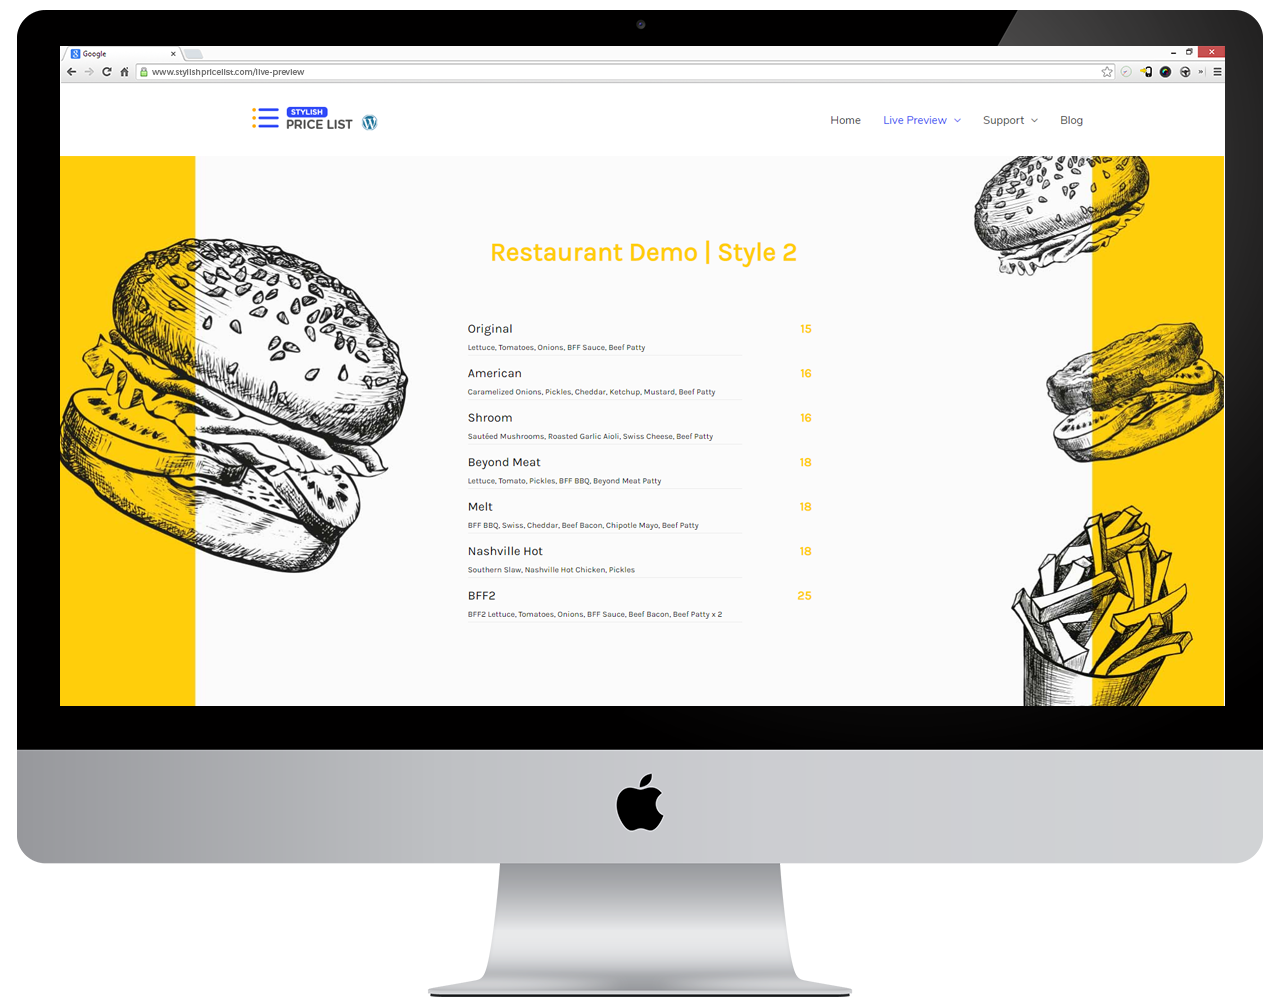 Google
www.stylishpricelist.com/live-preview
STYLISH
PRICE LIST
Home Live Preview Support Blog
Restaurant Demo | Style 2
Original 15
Lettuce, Tomatoes, Onions, BFF Sauce, Beef Patty
American 16
Caramelized Onions, Pickles, Cheddar, Ketchup, Mustard, Beef Patty
Shroom 16
Sautéed Mushrooms, Roasted Garlic Aioli, Swiss Cheese, Beef Patty
Beyond Meat 18
Lettuce, Tomato, Pickles, BFF BBQ, Beyond Meat Patty
Melt 18
BFF BBQ, Swiss, Cheddar, Beef Bacon, Chipotle Mayo, Beef Patty
Nashville Hot 18
Southern Slaw, Nashville Hot Chicken, Pickles
BFF2 25
BFF2 Lettuce, Tomatoes, Onions, BFF Sauce, Beef Bacon, Beef Patty x 2